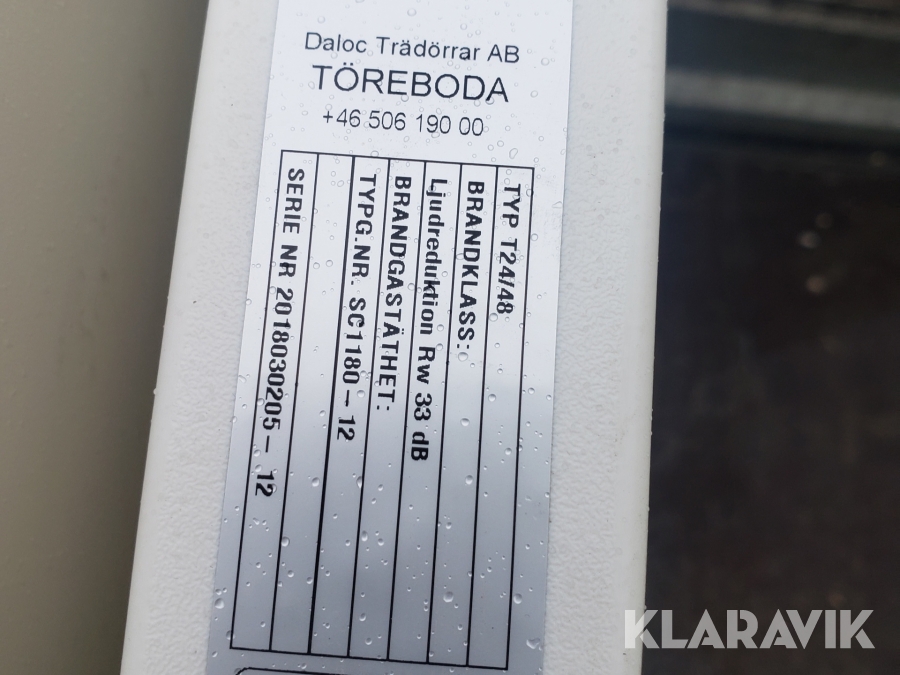 Daloc Trädörrar AB
TÖREBODA
+46 506 190 00
TYP T24/48
BRANDKLASS:
Ljudreduktion Rw 33 dB
BRANDGASTÄTHET:
TYPG.NR. SC1180-12
SERIE NR 2018030205-12
KLARAVIK